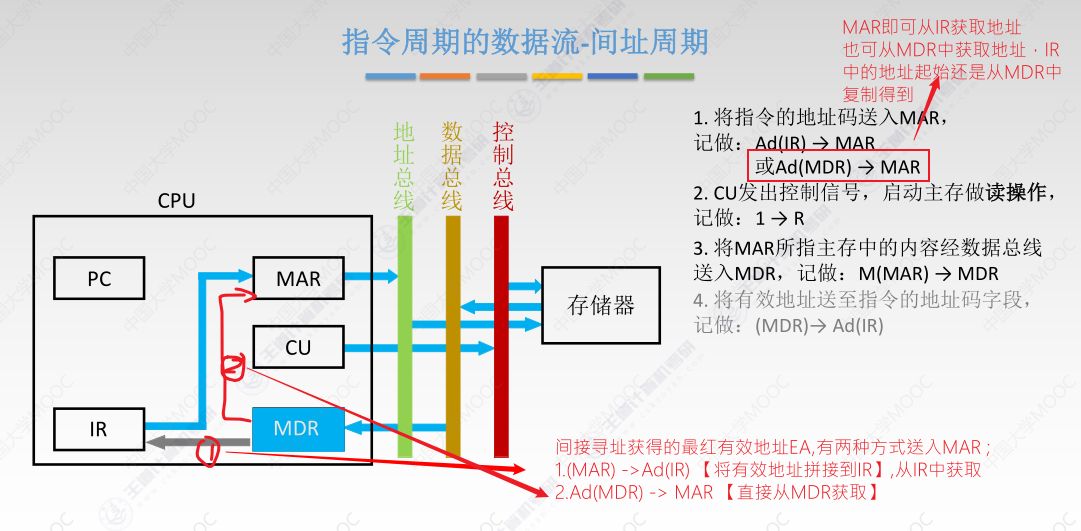 指令周期的数据流-间址周期
MAR即可从IR获取地址
也可从MDR中获取地址，IR
中的地址起始还是从MDR中
复制得到
1. 将指令的地址码送入MAR，
记做：Ad(IR) → MAR
或Ad(MDR) → MAR
2. CU发出控制信号，启动主存做读操作，
记做：1 → R
3. 将MAR所指主存中的内容经数据总线
送入MDR，记做：M(MAR) → MDR
4. 将有效地址送至指令的地址码字段，
记做：(MDR)→ Ad(IR)
地址总线
数据总线
控制总线
CPU
PC
MAR
CU
IR
MDR
存储器
2
1
间接寻址获得的最红有效地址EA,有两种方式送入MAR；
1.(MAR) ->Ad(IR) 【将有效地址拼接到IR】,从IR中获取
2.Ad(MDR) -> MAR 【直接从MDR获取】
中国大学MOOC
王道计算机考研